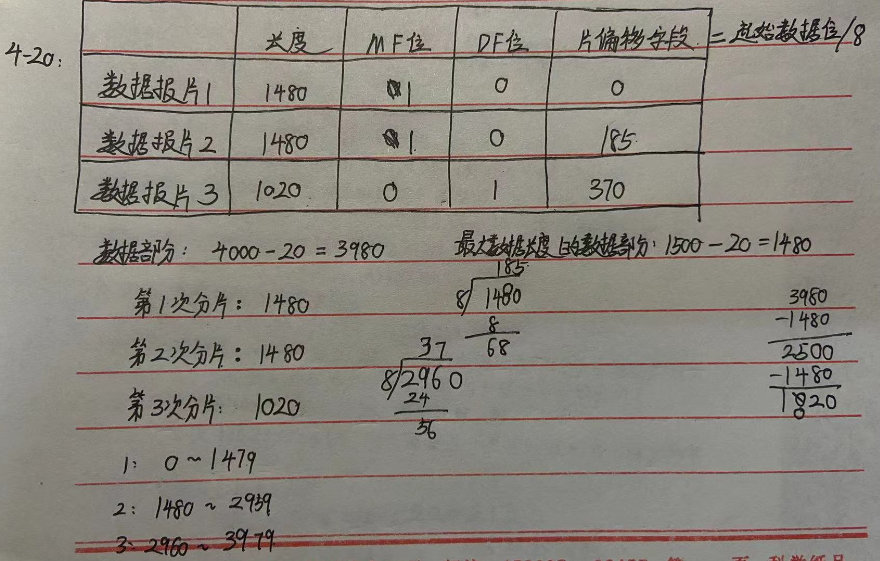 4-20:
长度 MF位 DF位 片偏移字段 = 起始数据位/8
数据报片1 1480 1 0 0
数据报片2 1480 1 0 185
数据报片3 1020 0 1 370
数据部分: 4000-20=3980 最大数据长度的数据部分: 1500-20=1480
第1次分片: 1480
第2次分片: 1480
第3次分片: 1020
185
8 1480
8
68
37
8 2960
24
56
3980
-1480
2500
-1480
1020
1: 0~1479
2: 1480~2959
3: 2960~3979